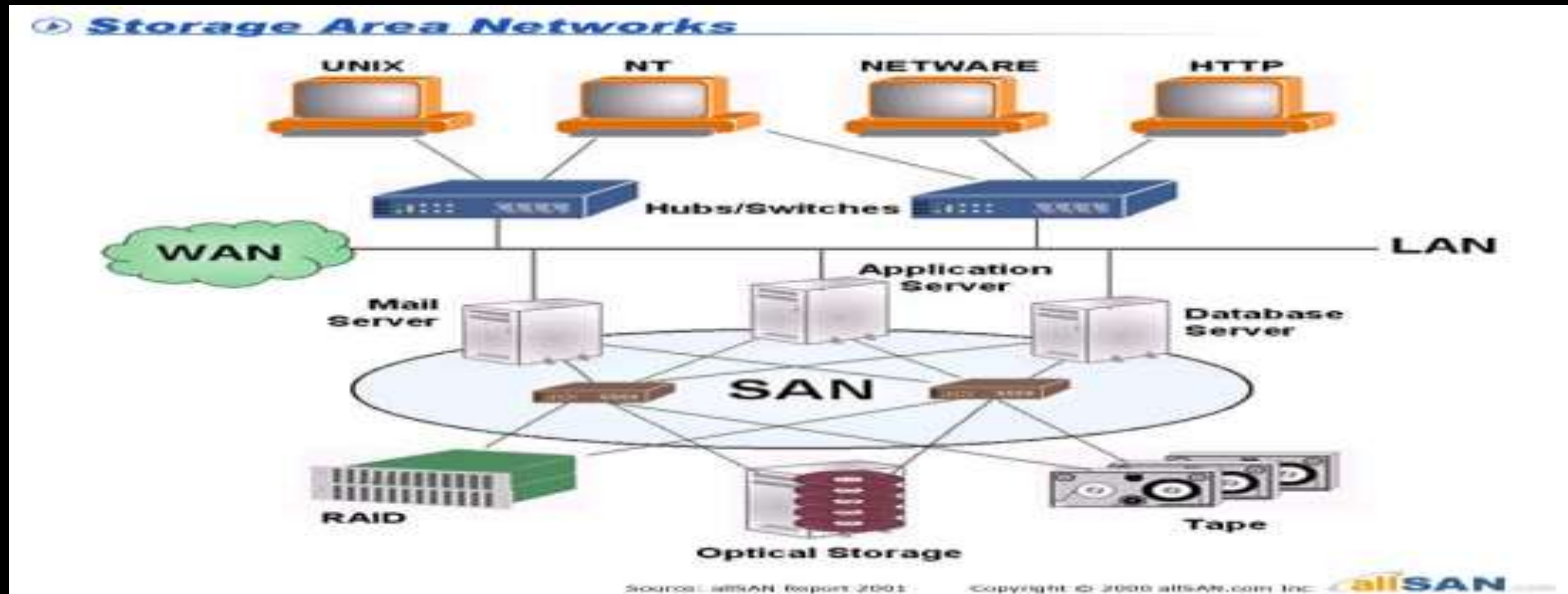 Storage Area Networks
UNIX
NT
NETWARE
HTTP
Hubs/Switches
WAN
LAN
Mail
Server
Application
Server
Database
Server
SAN
RAID
Optical Storage
Tape
Source: allSAN Report 2001
Copyright © 2000 allSAN.com Inc
allSAN